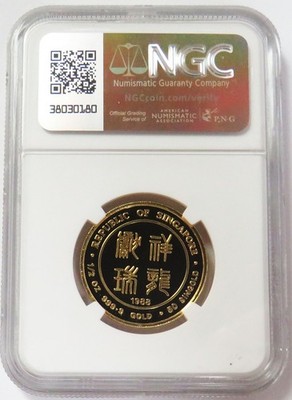 NGC
Numismatic Guaranty Company
38030180
NGCcoin.com/verify
Official Grading
Service of
AMERICAN
NUMISMATIC
ASSOCIATION
PNG
REPUBLIC OF SINGAPORE
祥龍
獻瑞
1988
1/2 OZ 999.9 GOLD • 50 SINGOLD